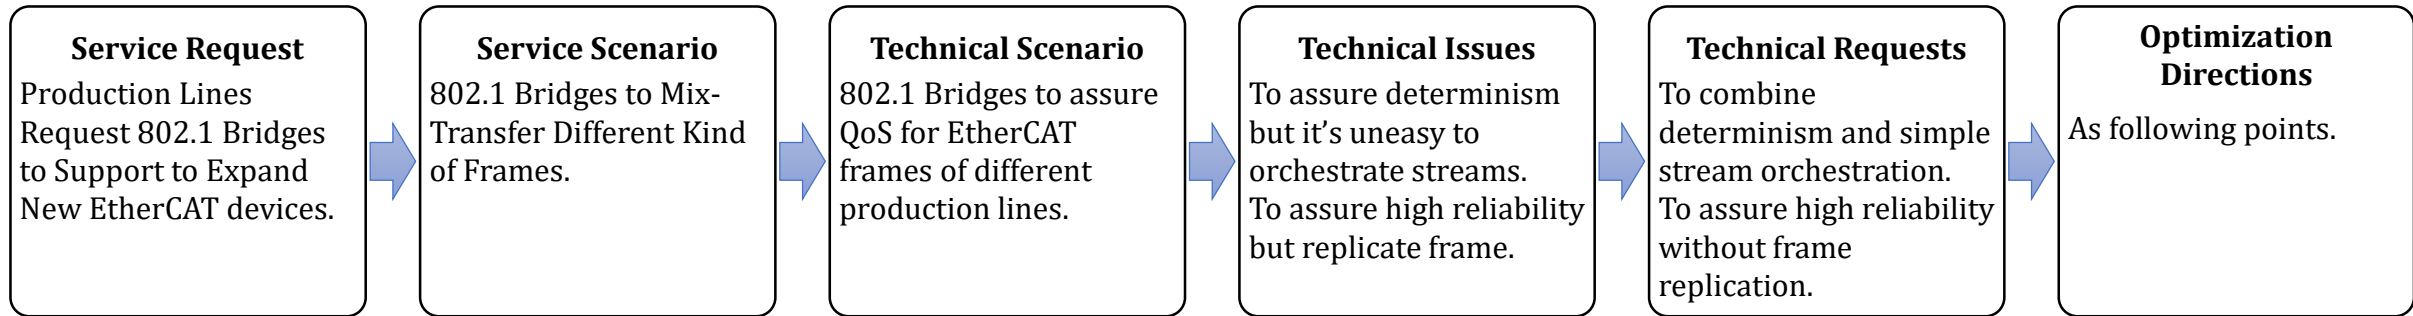 Service Request
Production Lines
Request 802.1 Bridges
to Support to Expand
New EtherCAT devices.
Service Scenario
802.1 Bridges to Mix-
Transfer Different Kind
of Frames.
Technical Scenario
802.1 Bridges to assure
QoS for EtherCAT
frames of different
production lines.
Technical Issues
To assure determinism
but it’s uneasy to
orchestrate streams.
To assure high reliability
but replicate frame.
Technical Requests
To combine
determinism and simple
stream orchestration.
To assure high reliability
without frame
replication.
Optimization
Directions
As following points.